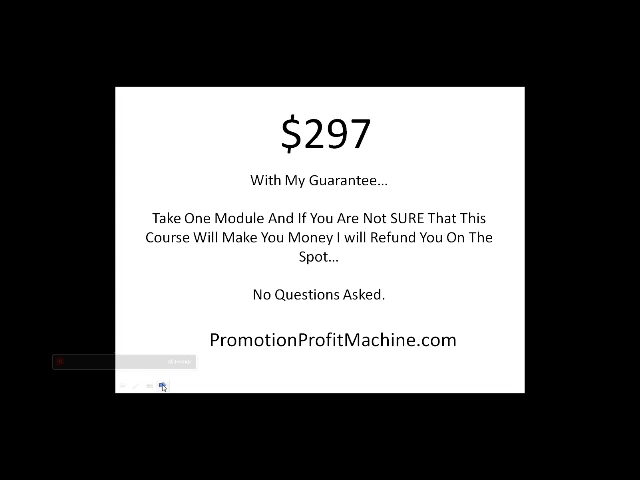 $297
With My Guarantee...
Take One Module And If You Are Not SURE That This
Course Will Make You Money I will Refund You On The
Spot...
No Questions Asked.
PromotionProfitMachine.com